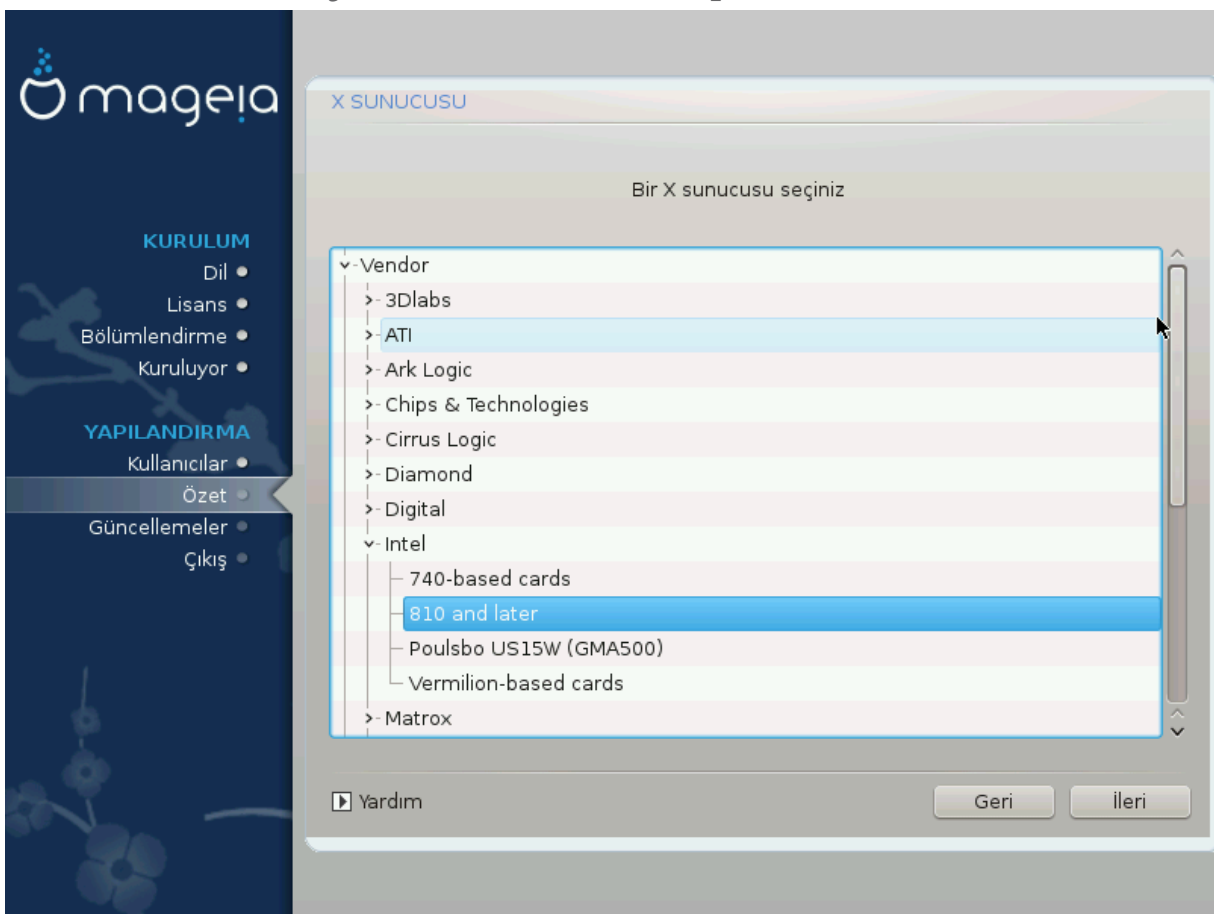 mageia
KURULUM
Dil
Lisans
Bölümlendirme
Kuruluyor
YAPILANDIRMA
Kullanıcılar
Özet
Güncellemeler
Çıkış
X SUNUCUSU
Bir X sunucusu seçiniz
Vendor
3Dlabs
ATI
Ark Logic
Chips & Technologies
Cirrus Logic
Diamond
Digital
Intel
740-based cards
810 and later
Poulsbo US15W (GMA500)
Vermilion-based cards
Matrox
Yardım
Geri
İleri